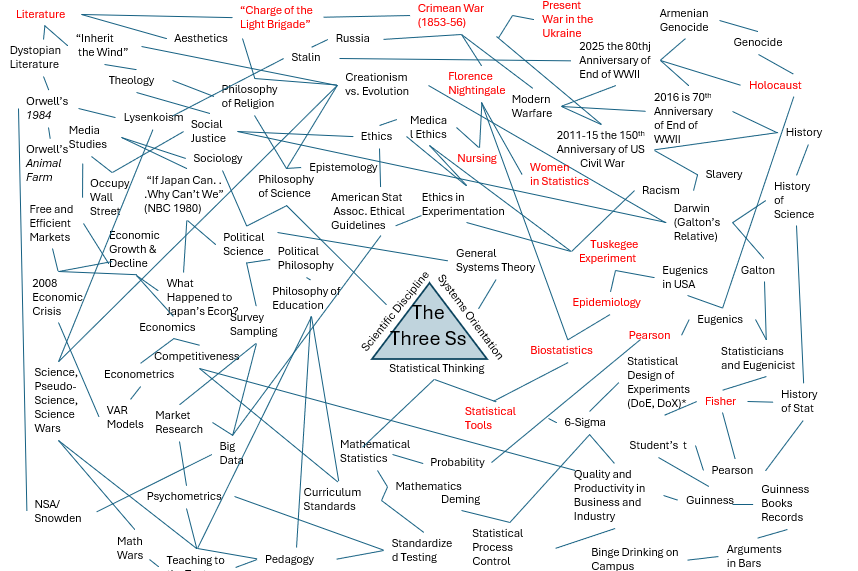 Literature
“Charge of the
Light Brigade”
Crimean War
(1853-56)
Present
War in the
Ukraine
Armenian
Genocide
Genocide
Dystopian
Literature
“Inherit
the Wind”
Aesthetics
Russia
Stalin
2025 the 80thj
Anniversary of
End of WWII
Holocaust
Theology
Philosophy
of Religion
Creationism
vs. Evolution
Florence
Nightingale
Modern
Warfare
2016 is 70th
Anniversary
of End of
WWII
Orwell’s
1984
Lysenkoism
Media
Studies
Social
Justice
Ethics
Medica
l Ethics
2011-15 the 150th
Anniversary of US
Civil War
History
Orwell’s
Animal
Farm
Sociology
Epistemology
Nursing
Women
in Statistics
Slavery
Occupy
Wall
Street
“If Japan Can. .
.Why Can’t We”
(NBC 1980)
Philosophy
of Science
American Stat
Assoc. Ethical
Guidelines
Ethics in
Experimentation
Racism
History
of
Science
Free and
Efficient
Markets
Darwin
(Galton’s
Relative)
Economic
Growth &
Decline
Political
Science
Political
Philosophy
General
Systems Theory
Tuskegee
Experiment
Eugenics
in USA
Galton
2008
Economic
Crisis
What
Happened to
Japan’s Econ?
Philosophy of
Education
Scientific Discipline
Systems Orientation
The
Three Ss
Statistical Thinking
Epidemiology
Eugenics
Economics
Survey
Sampling
Pearson
Biostatistics
Competitiveness
Statistical
Design of
Experiments
(DoE, DoX)*
Statisticians
and Eugenicist
Science,
Pseudo-
Science,
Science
Wars
Econometrics
Fisher
History
of Stat
VAR
Models
Market
Research
Statistical
Tools
6-Sigma
Big
Data
Mathematical
Statistics
Probability
Student’s t
Pearson
Psychometrics
Curriculum
Standards
Mathematics
Deming
Quality and
Productivity in
Business and
Industry
Guinness
Guinness
Books
Records
NSA/
Snowden
Math
Wars
Teaching to
Pedagogy
Standardize
d Testing
Statistical
Process
Control
Binge Drinking on
Campus
Arguments
in Bars